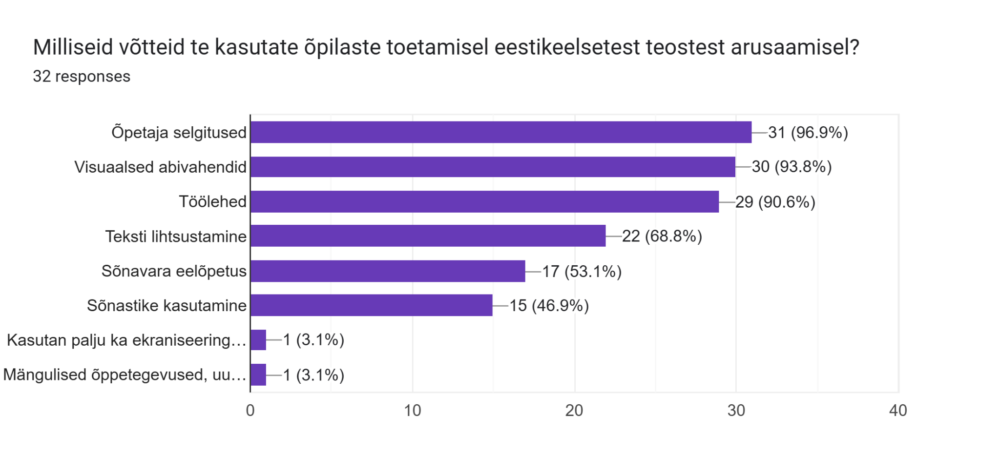 Milliseid võtteid te kasutate õpilaste toetamisel eestikeelsetest teostest arusaamisel?
32 responses
Õpetaja selgitused 31 (96.9%)
Visuaalsed abivahendid 30 (93.8%)
Töölehed 29 (90.6%)
Teksti lihtsustamine 22 (68.8%)
Sõnavara eelõpetus 17 (53.1%)
Sõnastike kasutamine 15 (46.9%)
Kasutan palju ka ekraniseering… 1 (3.1%)
Mängulised õppetegevused, uu… 1 (3.1%)
0 10 20 30 40